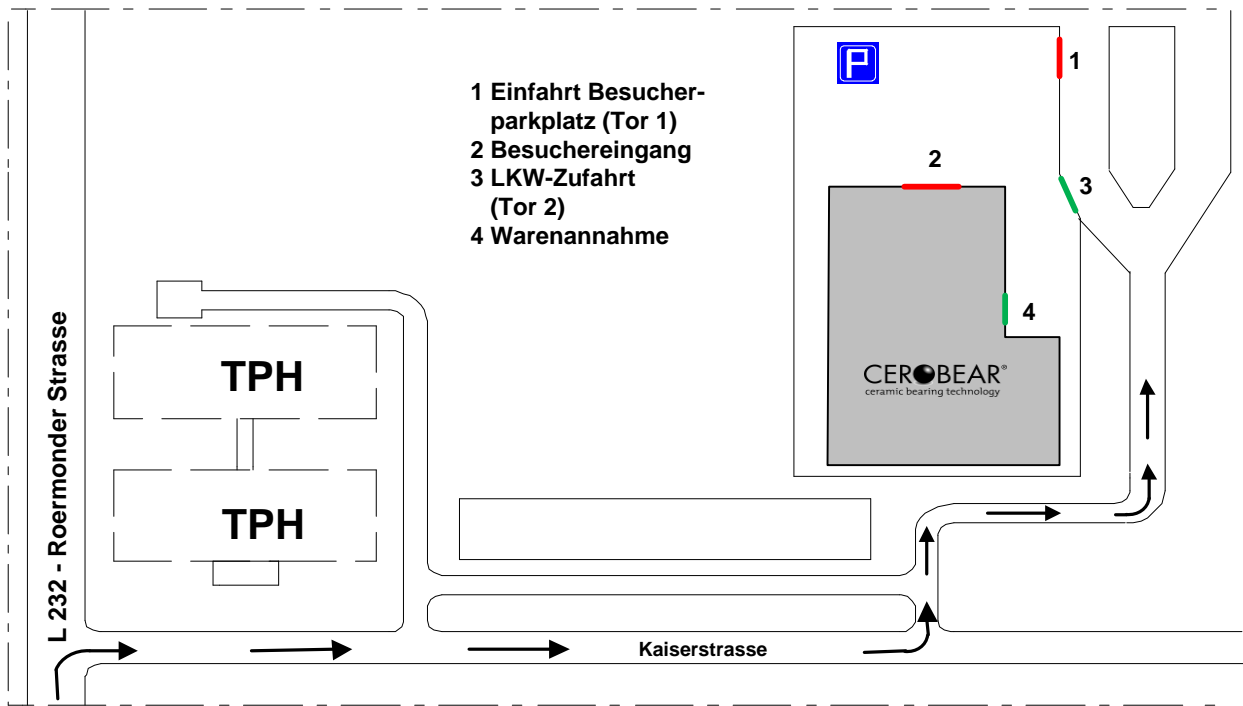 1 Einfahrt Besucher-
parkplatz (Tor 1)
2 Besuchereingang
3 LKW-Zufahrt
(Tor 2)
4 Warenannahme
P
1
2
3
4
CEROBEAR®
ceramic bearing technology
TPH
TPH
L 232 - Roermonder Strasse
Kaiserstrasse